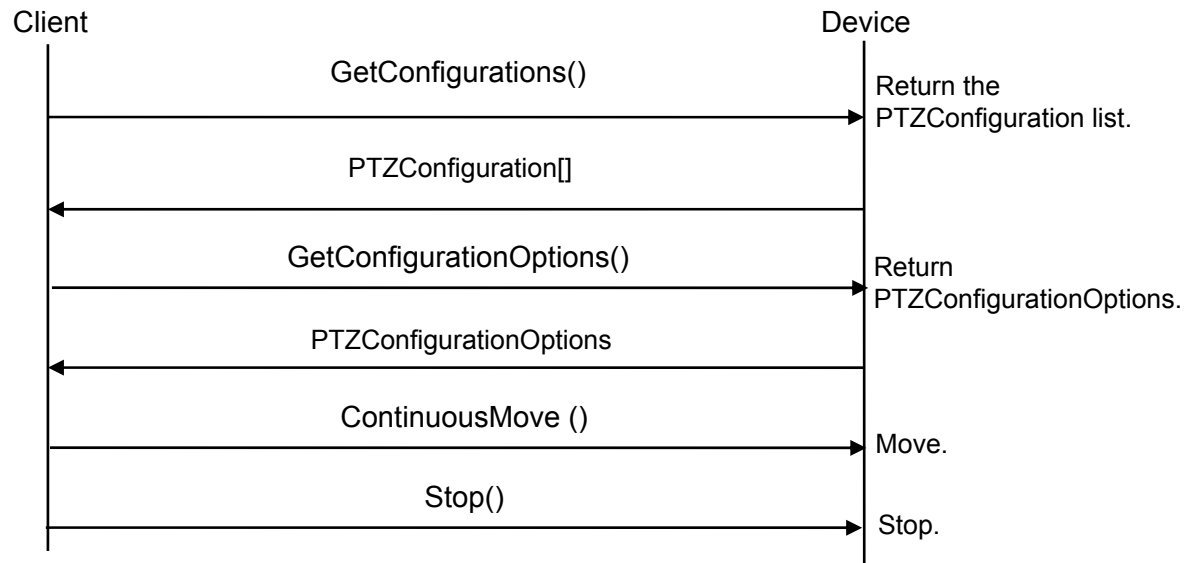 Client
Device
GetConfigurations()
Return the
PTZConfiguration list.
PTZConfiguration[]
GetConfigurationOptions()
Return
PTZConfigurationOptions.
PTZConfigurationOptions
ContinuousMove ()
Move.
Stop()
Stop.